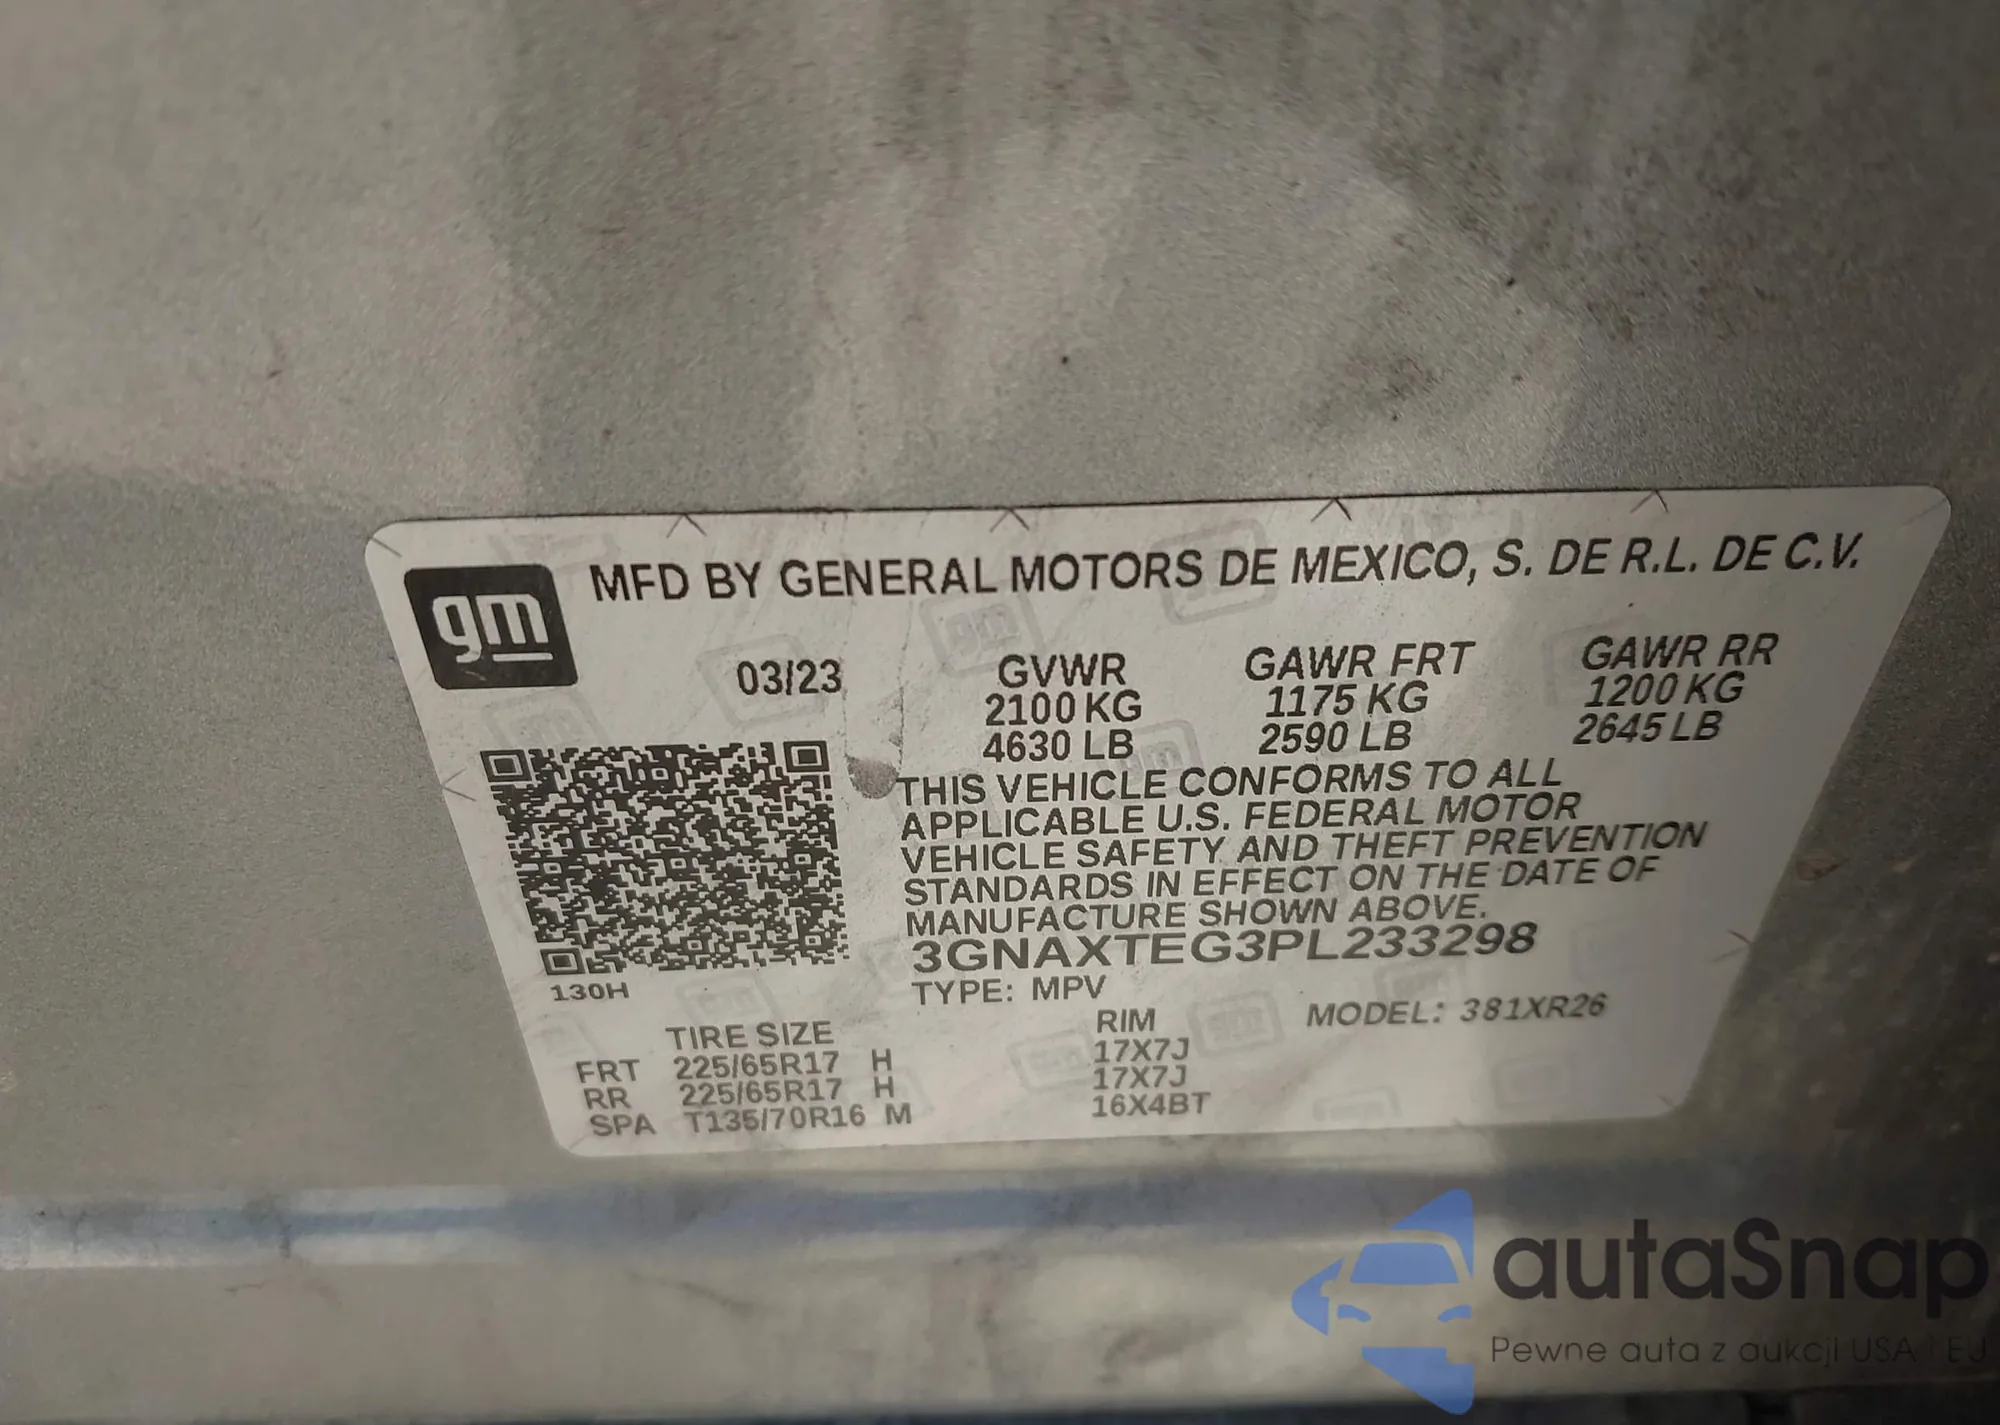 gm
MFD BY GENERAL MOTORS DE MEXICO, S. DE R.L. DE C.V.
03/23 GVWR GAWR FRT GAWR RR
2100 KG 1175 KG 1200 KG
4630 LB 2590 LB 2645 LB
THIS VEHICLE CONFORMS TO ALL
APPLICABLE U.S. FEDERAL MOTOR
VEHICLE SAFETY AND THEFT PREVENTION
STANDARDS IN EFFECT ON THE DATE OF
MANUFACTURE SHOWN ABOVE.
3GNAXTEG3PL233298
130H
TYPE: MPV MODEL: 381XR26
TIRE SIZE RIM
FRT 225/65R17 H 17X7J
RR 225/65R17 H 17X7J
SPA T135/70R16 M 16X4BT
autaSnap
Pewne auta z aukcji USA i EU